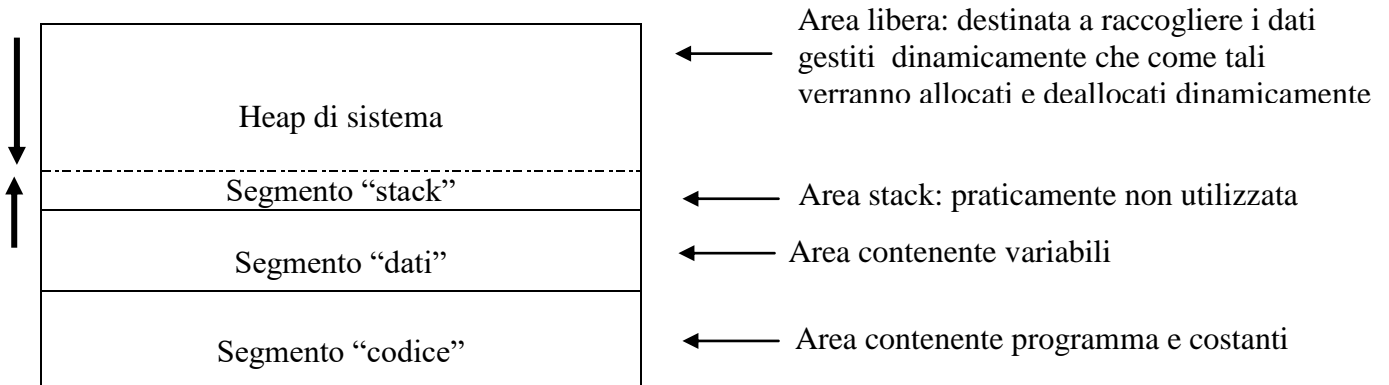 Area libera: destinata a raccogliere i dati
gestiti dinamicamente che come tali
verranno allocati e deallocati dinamicamente
Heap di sistema
Segmento “stack”
Area stack: praticamente non utilizzata
Segmento “dati”
Area contenente variabili
Segmento “codice”
Area contenente programma e costanti